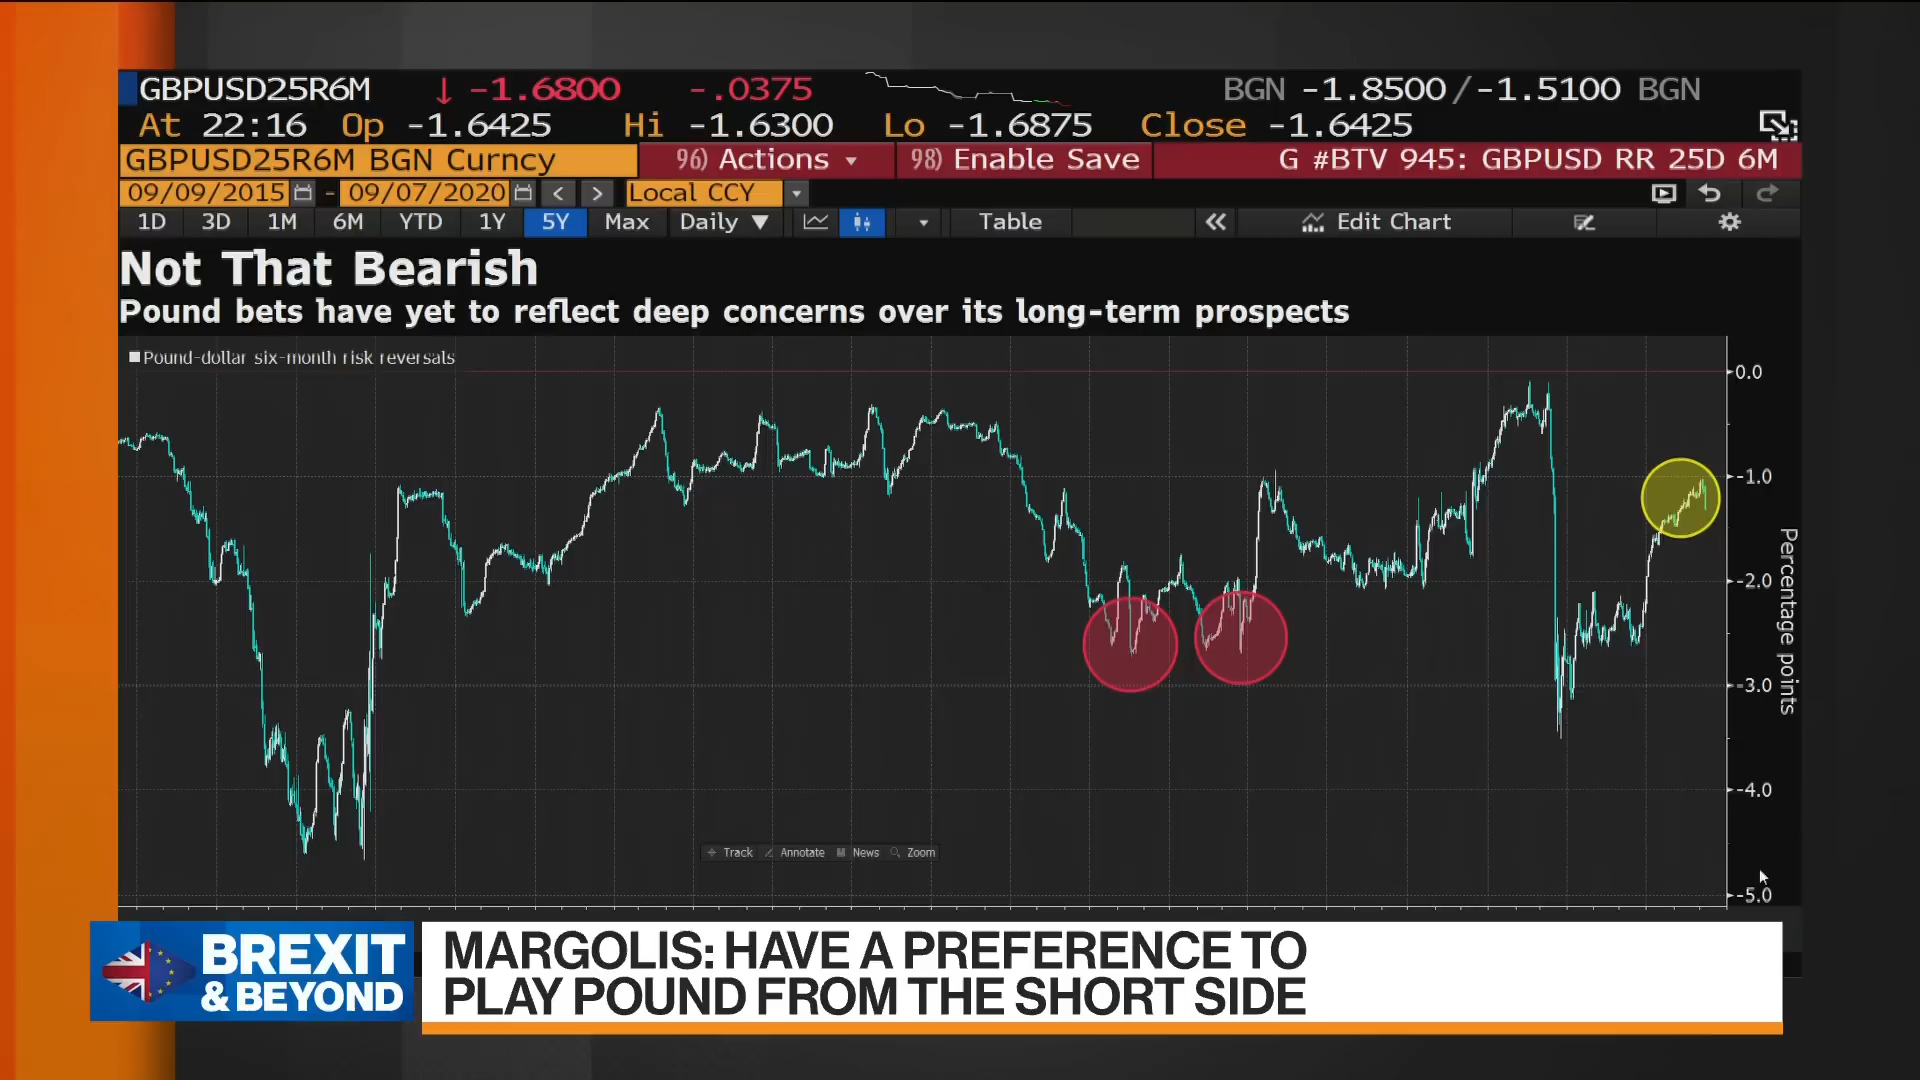 GBPUSD25R6M ↓ -1.6800 -.0375 BGN -1.8500/-1.5100 BGN
At 22:16 Op -1.6425 Hi -1.6300 Lo -1.6875 Close -1.6425
GBPUSD25R6M BGN Curncy 96) Actions 98) Enable Save G #BTV 945: GBPUSD RR 25D 6M
09/09/2015 - 09/07/2020 < > Local CCY
1D 3D 1M 6M YTD 1Y 5Y Max Daily ▼ Table « Edit Chart
Not That Bearish
Pound bets have yet to reflect deep concerns over its long-term prospects
Pound-dollar six-month risk reversals
0.0
-1.0
-2.0
-3.0
-4.0
-5.0
Percentage points
Track Annotate News Zoom
BREXIT
& BEYOND
MARGOLIS: HAVE A PREFERENCE TO
PLAY POUND FROM THE SHORT SIDE